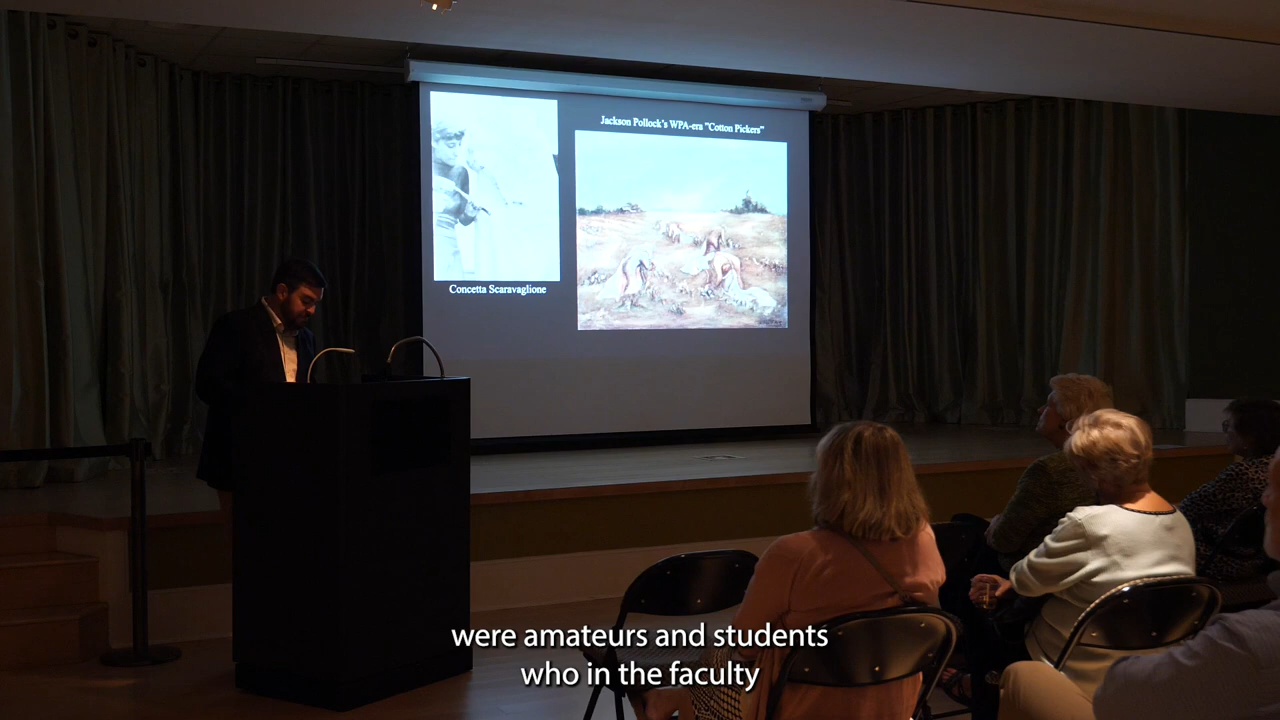 Jackson Pollock's WPA-era "Cotton Pickers"
Concetta Scaravaglione
were amateurs and students
who in the faculty